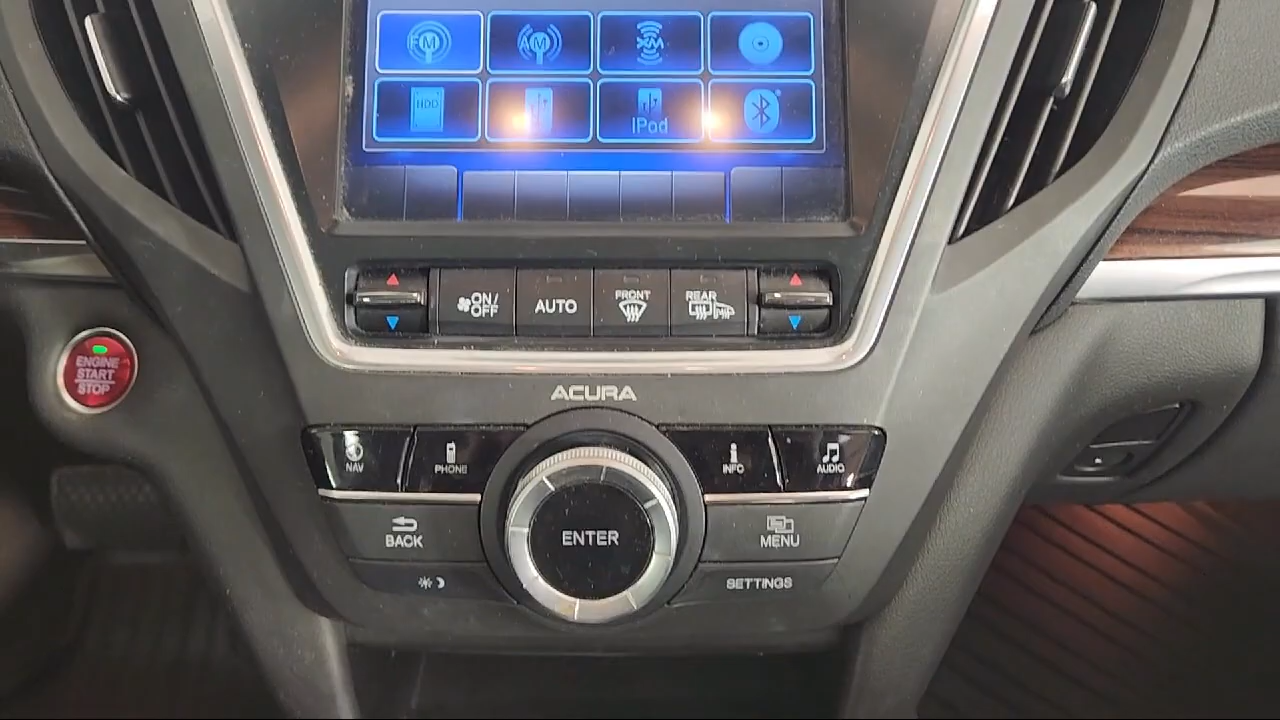 FM
AM
XM
HDD
iPod
ON/
OFF
AUTO
FRONT
REAR
ENGINE
START
STOP
ACURA
NAV
PHONE
INFO
AUDIO
BACK
ENTER
MENU
SETTINGS